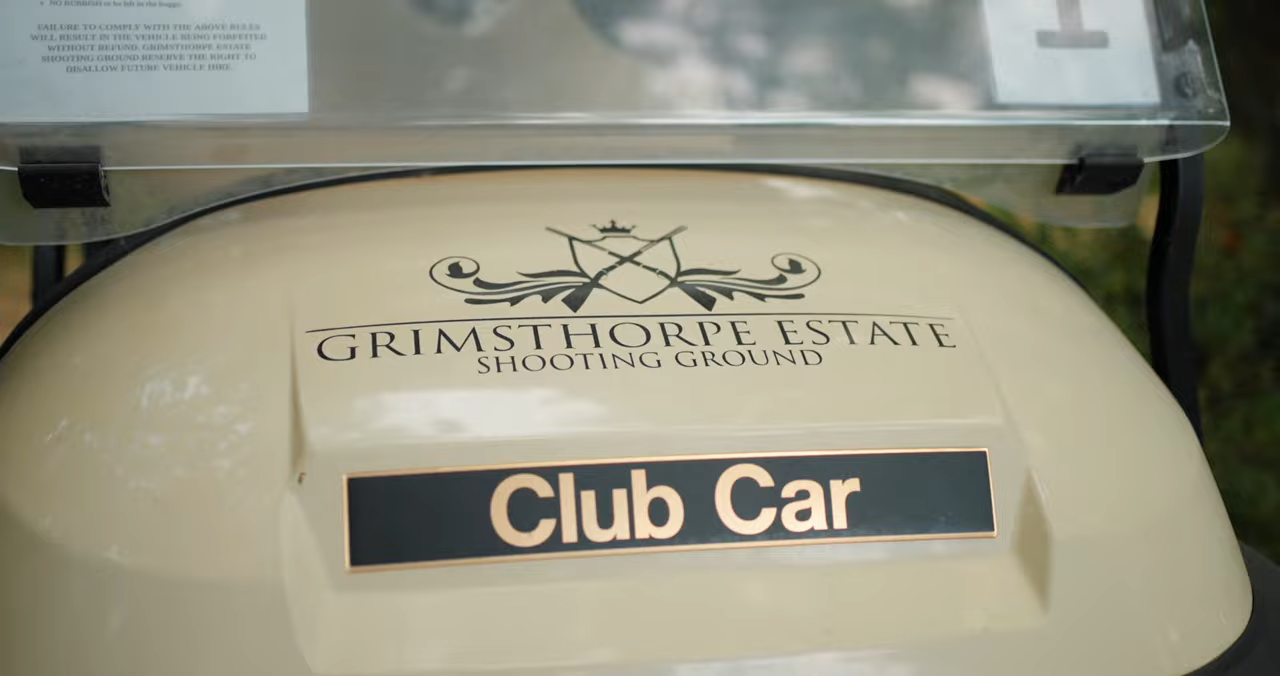 • NO RUBBISH to be left in the buggy.
FAILURE TO COMPLY WITH THE ABOVE RULES
WILL RESULT IN THE VEHICLE BEING FORFEITED
WITHOUT REFUND. GRIMSTHORPE ESTATE
SHOOTING GROUND RESERVE THE RIGHT TO
DISALLOW FUTURE VEHICLE HIRE.
GRIMSTHORPE ESTATE
SHOOTING GROUND
Club Car